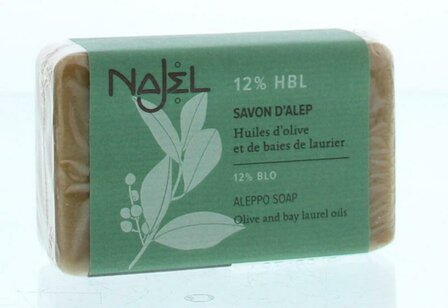 NAJEL
12% HBL
SAVON D'ALEP
Huiles d'olive
et de baies de laurier
12% BLO
ALEPPO SOAP
Olive and bay laurel oils